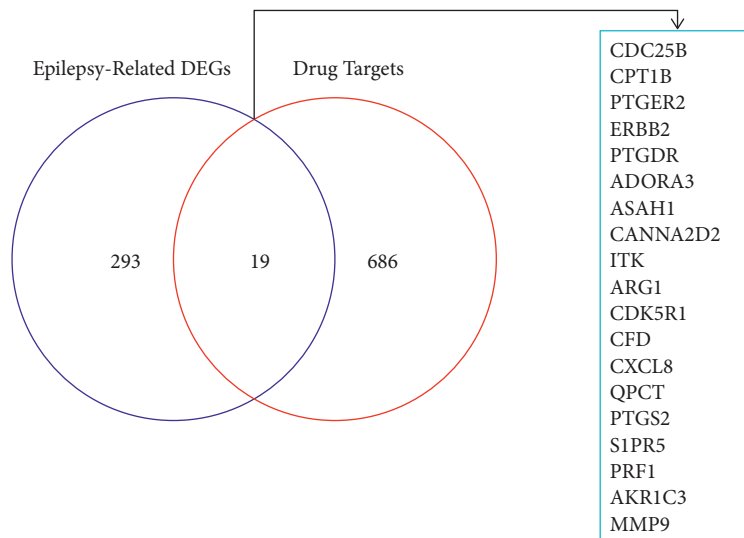 Epilepsy-Related DEGs
Drug Targets
293
19
686
CDC25B
CPT1B
PTGER2
ERBB2
PTGDR
ADORA3
ASAH1
CANNA2D2
ITK
ARG1
CDK5R1
CFD
CXCL8
QPCT
PTGS2
S1PR5
PRF1
AKR1C3
MMP9